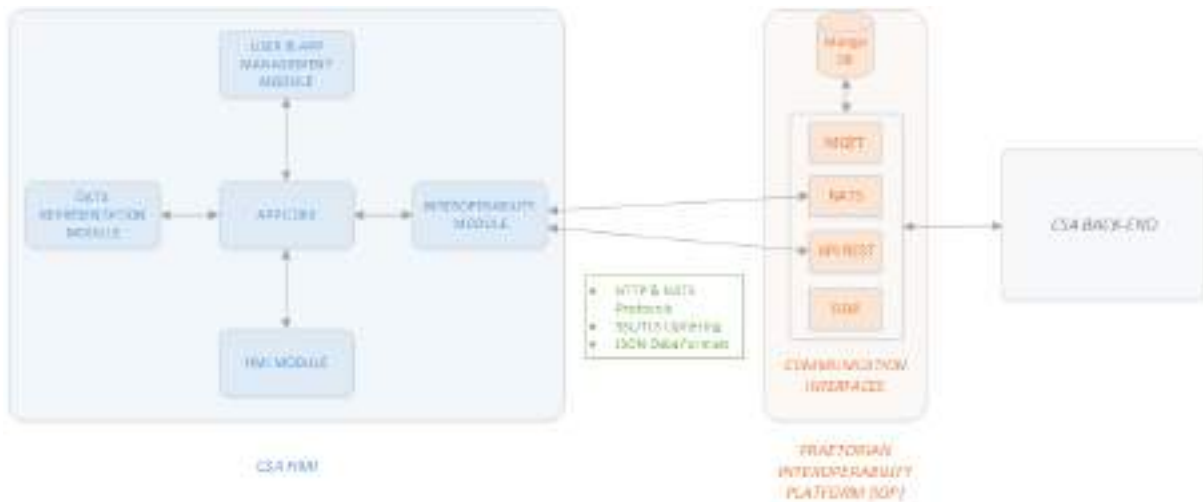 USER & APP
MANAGEMENT
MODULE
Mongo
DB
MQTT
DATA
REPRESENTATION
MODULE
APP CORE
INTEROPERABILITY
MODULE
NATS
CSA BACK-END
API REST
HTTP & NATS
Protocols
SSL/TLS Ciphering
JSON Data Formats
HMI MODULE
COMMUNICATION
INTERFACES
CSA HMI
PRAETORIAN
INTEROPERABILITY
PLATFORM (IOP)